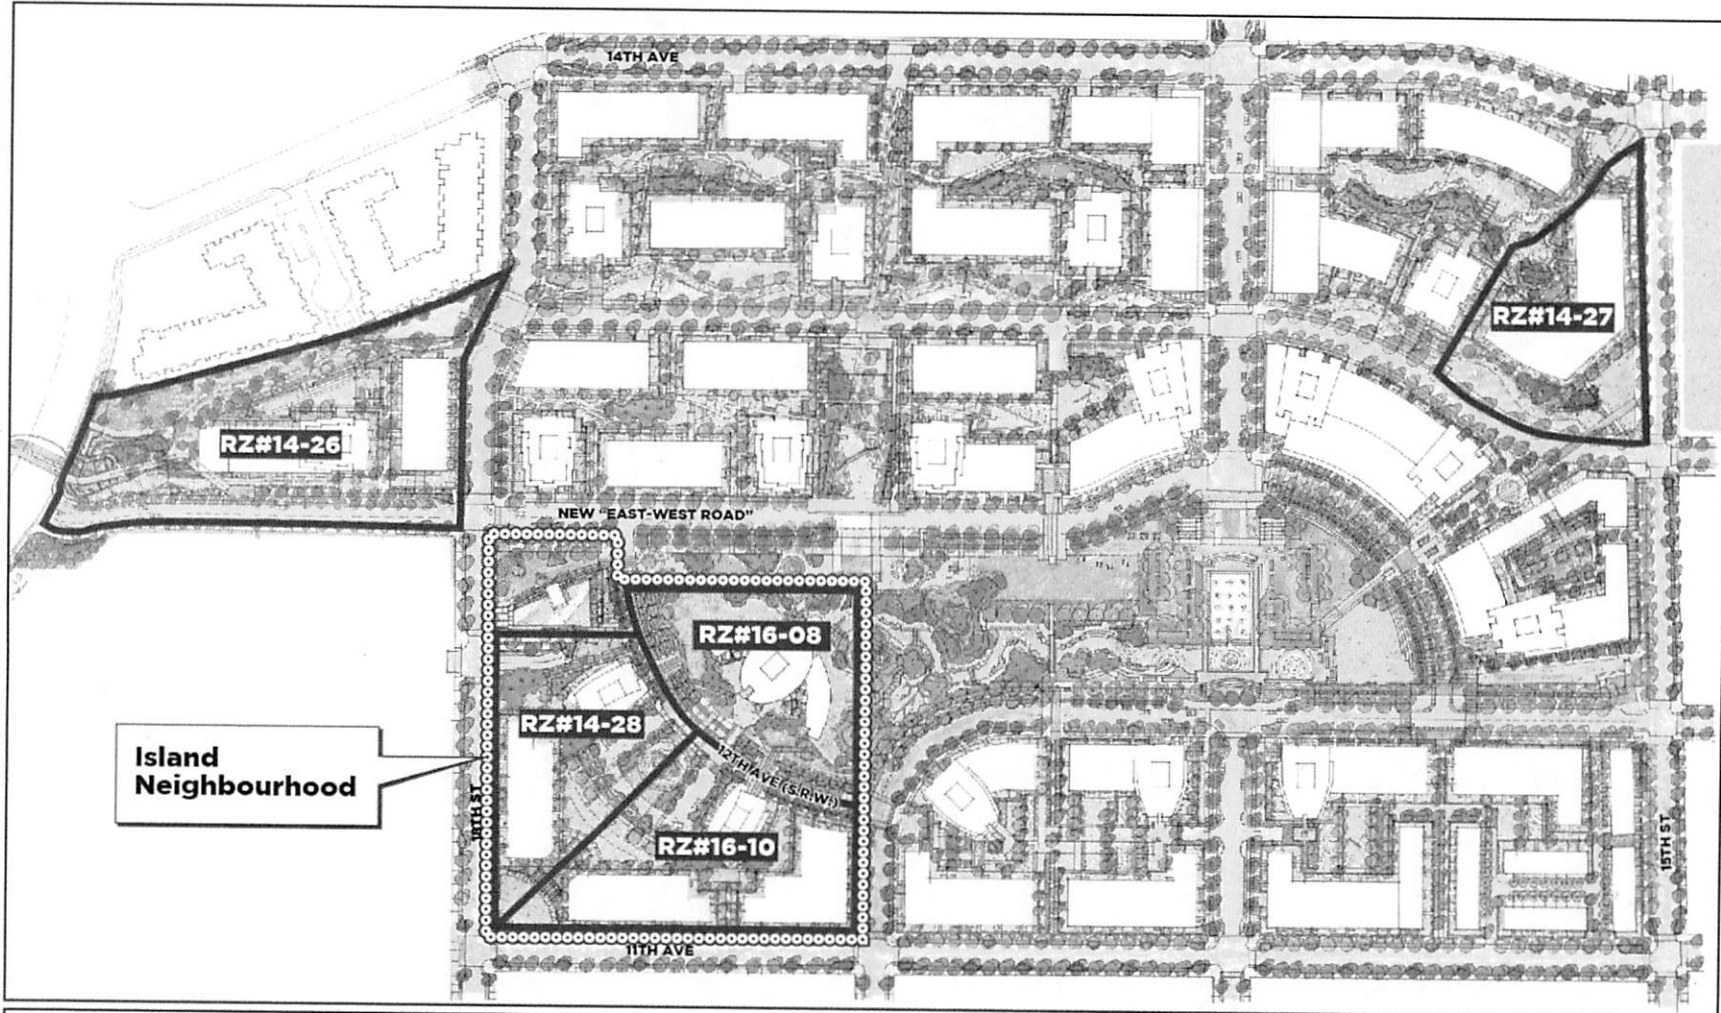 14TH AVE
RZ#14-27
RZ#14-26
NEW "EAST-WEST ROAD"
RZ#16-08
RZ#14-28
Island
Neighbourhood
12TH AVE (S.R.W.)
18TH ST
RZ#16-10
15TH ST
11TH AVE